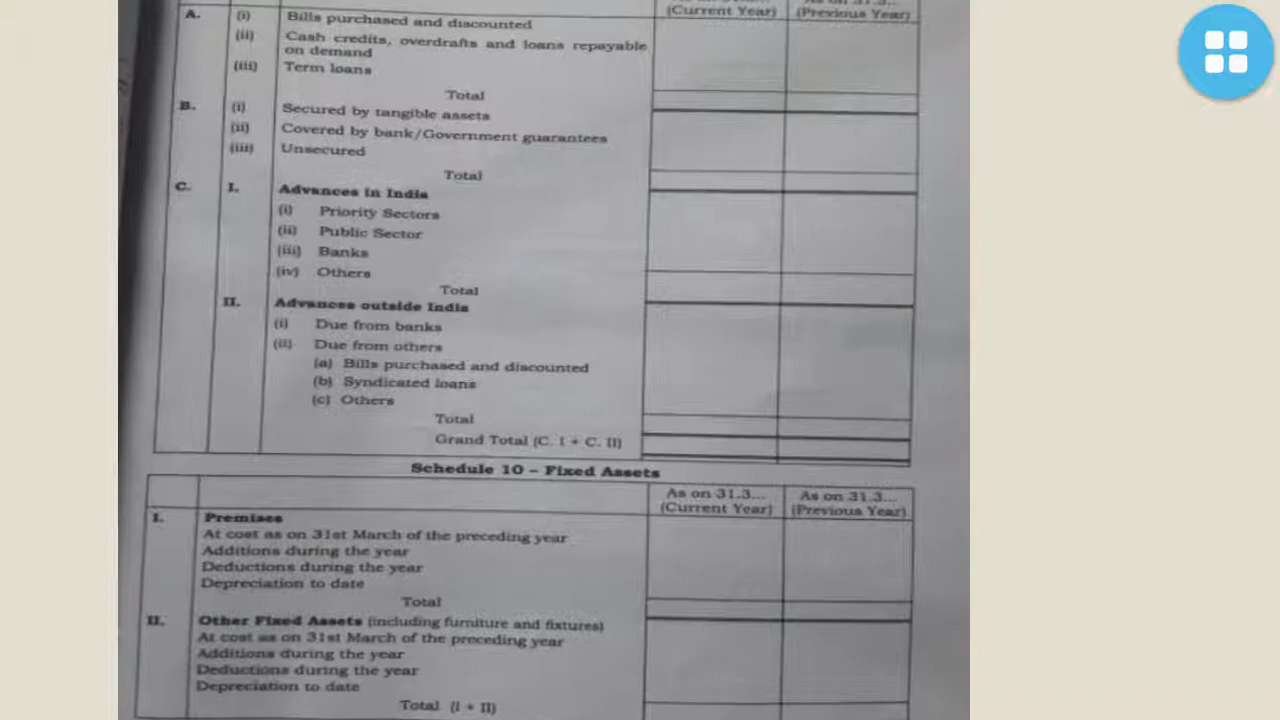 (Current Year) (Previous Year)
A. (i) Bills purchased and discounted
(ii) Cash credits, overdrafts and loans repayable
on demand
(iii) Term loans
Total
B. (i) Secured by tangible assets
(ii) Covered by bank/Government guarantees
(iii) Unsecured
Total
C. I. Advances in India
(i) Priority Sectors
(ii) Public Sector
(iii) Banks
(iv) Others
Total
II. Advances outside India
(i) Due from banks
(ii) Due from others
(a) Bills purchased and discounted
(b) Syndicated loans
(c) Others
Total
Grand Total (C. I + C. II)
Schedule 10 – Fixed Assets
As on 31.3... As on 31.3...
(Current Year) (Previous Year)
I. Premises
At cost as on 31st March of the preceding year
Additions during the year
Deductions during the year
Depreciation to date
Total
II. Other Fixed Assets (including furniture and fixtures)
At cost as on 31st March of the preceding year
Additions during the year
Deductions during the year
Depreciation to date
Total (I + II)